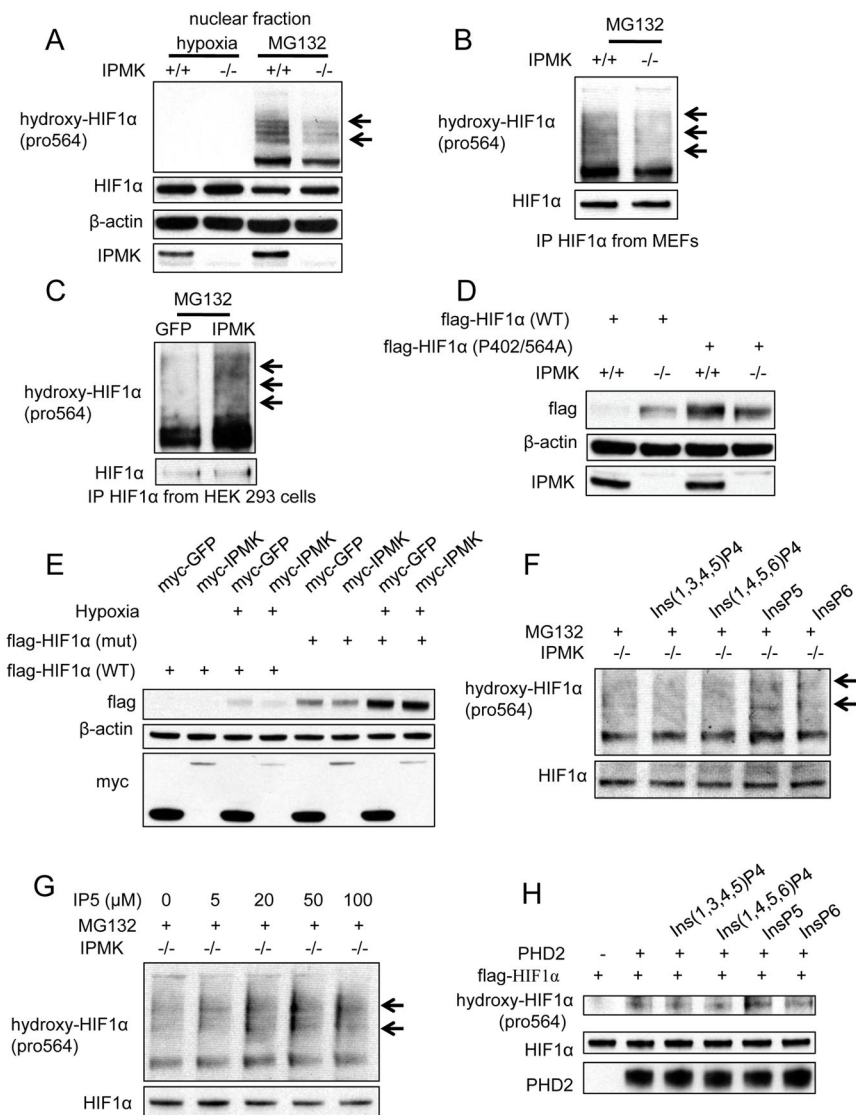 A
nuclear fraction
hypoxia MG132
IPMK +/+ -/- +/+ -/-
hydroxy-HIF1α
(pro564)
HIF1α
β-actin
IPMK
B
MG132
IPMK +/+ -/-
hydroxy-HIF1α
(pro564)
HIF1α
IP HIF1α from MEFs
C
MG132
GFP IPMK
hydroxy-HIF1α
(pro564)
HIF1α
IP HIF1α from HEK 293 cells
D
flag-HIF1α (WT) + +
flag-HIF1α (P402/564A) + +
IPMK +/+ -/- +/+ -/-
flag
β-actin
IPMK
E
myc-GFP myc-IPMK myc-GFP myc-IPMK myc-GFP myc-IPMK myc-GFP myc-IPMK
Hypoxia + + + +
flag-HIF1α (mut) + + + +
flag-HIF1α (WT) + + + +
flag
β-actin
myc
F
Ins(1,3,4,5)P4 Ins(1,4,5,6)P4 InsP5 InsP6
MG132 + + + + +
IPMK -/- -/- -/- -/- -/-
hydroxy-HIF1α
(pro564)
HIF1α
G
IP5 (μM) 0 5 20 50 100
MG132 + + + + +
IPMK -/- -/- -/- -/- -/-
hydroxy-HIF1α
(pro564)
HIF1α
H
Ins(1,3,4,5)P4 Ins(1,4,5,6)P4 InsP5 InsP6
PHD2 - + + + + +
flag-HIF1α + + + + + +
hydroxy-HIF1α
(pro564)
HIF1α
PHD2